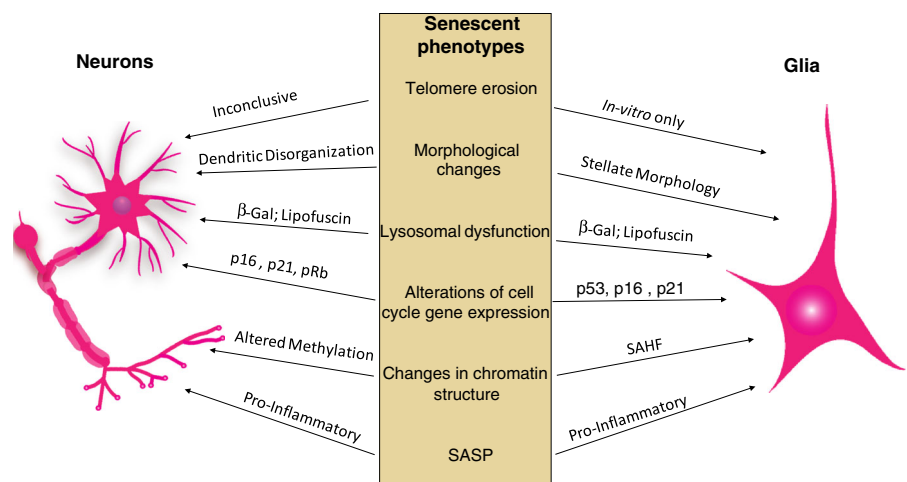 Neurons
Inconclusive
Dendritic Disorganization
β-Gal; Lipofuscin
p16 , p21, pRb
Altered Methylation
Pro-Inflammatory
Senescent
phenotypes
Telomere erosion
Morphological
changes
Lysosomal dysfunction
Alterations of cell
cycle gene expression
Changes in chromatin
structure
SASP
Glia
In-vitro only
Stellate Morphology
β-Gal; Lipofuscin
p53, p16 , p21
SAHF
Pro-Inflammatory